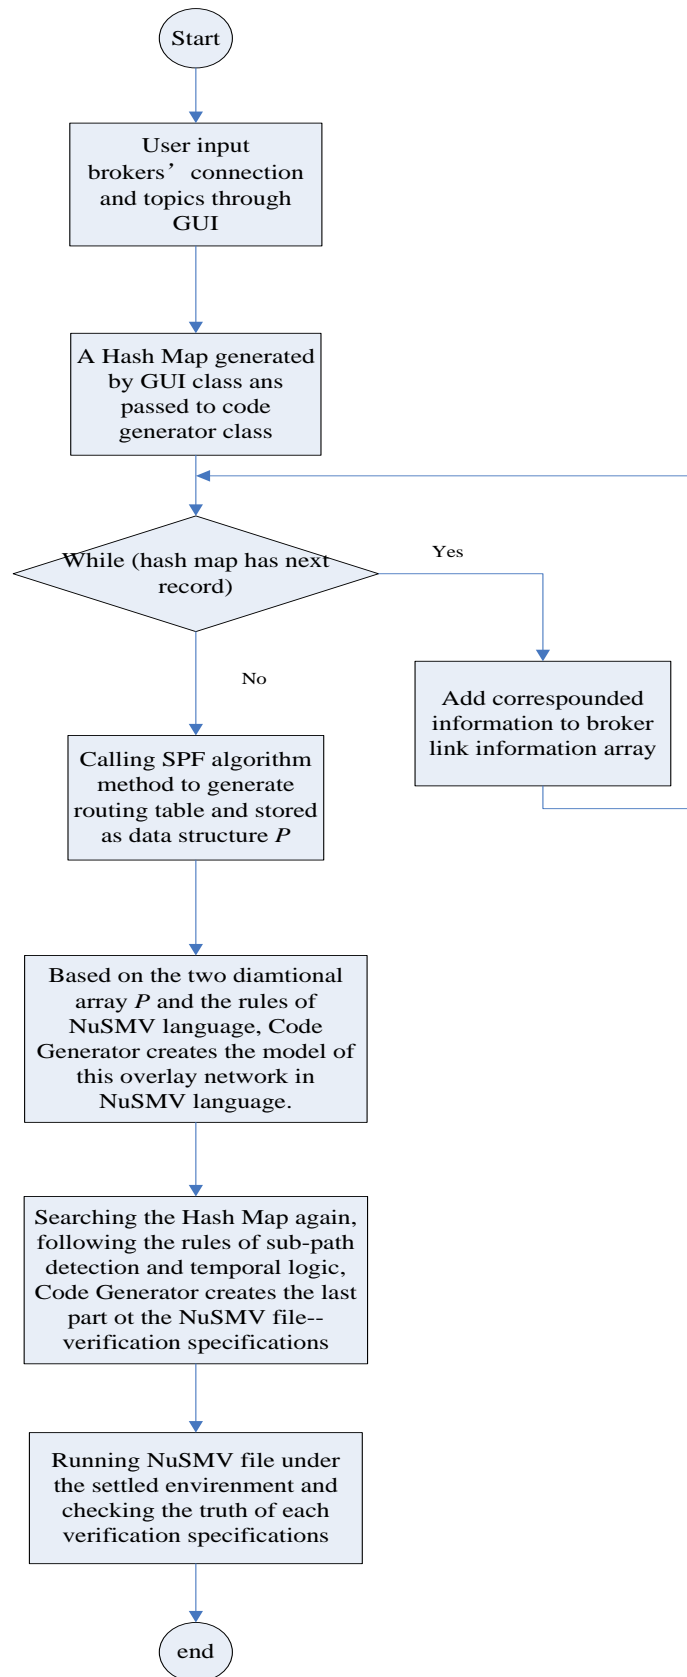 Start
User input
brokers’ connection
and topics through
GUI
A Hash Map generated
by GUI class ans
passed to code
generator class
While (hash map has next
record)
Yes
No
Add correspounded
information to broker
link information array
Calling SPF algorithm
method to generate
routing table and stored
as data structure P
Based on the two diamtional
array P and the rules of
NuSMV language, Code
Generator creates the model of
this overlay network in
NuSMV language.
Searching the Hash Map again,
following the rules of sub-path
detection and temporal logic,
Code Generator creates the last
part ot the NuSMV file--
verification specifications
Running NuSMV file under
the settled envirenment and
checking the truth of each
verification specifications
end